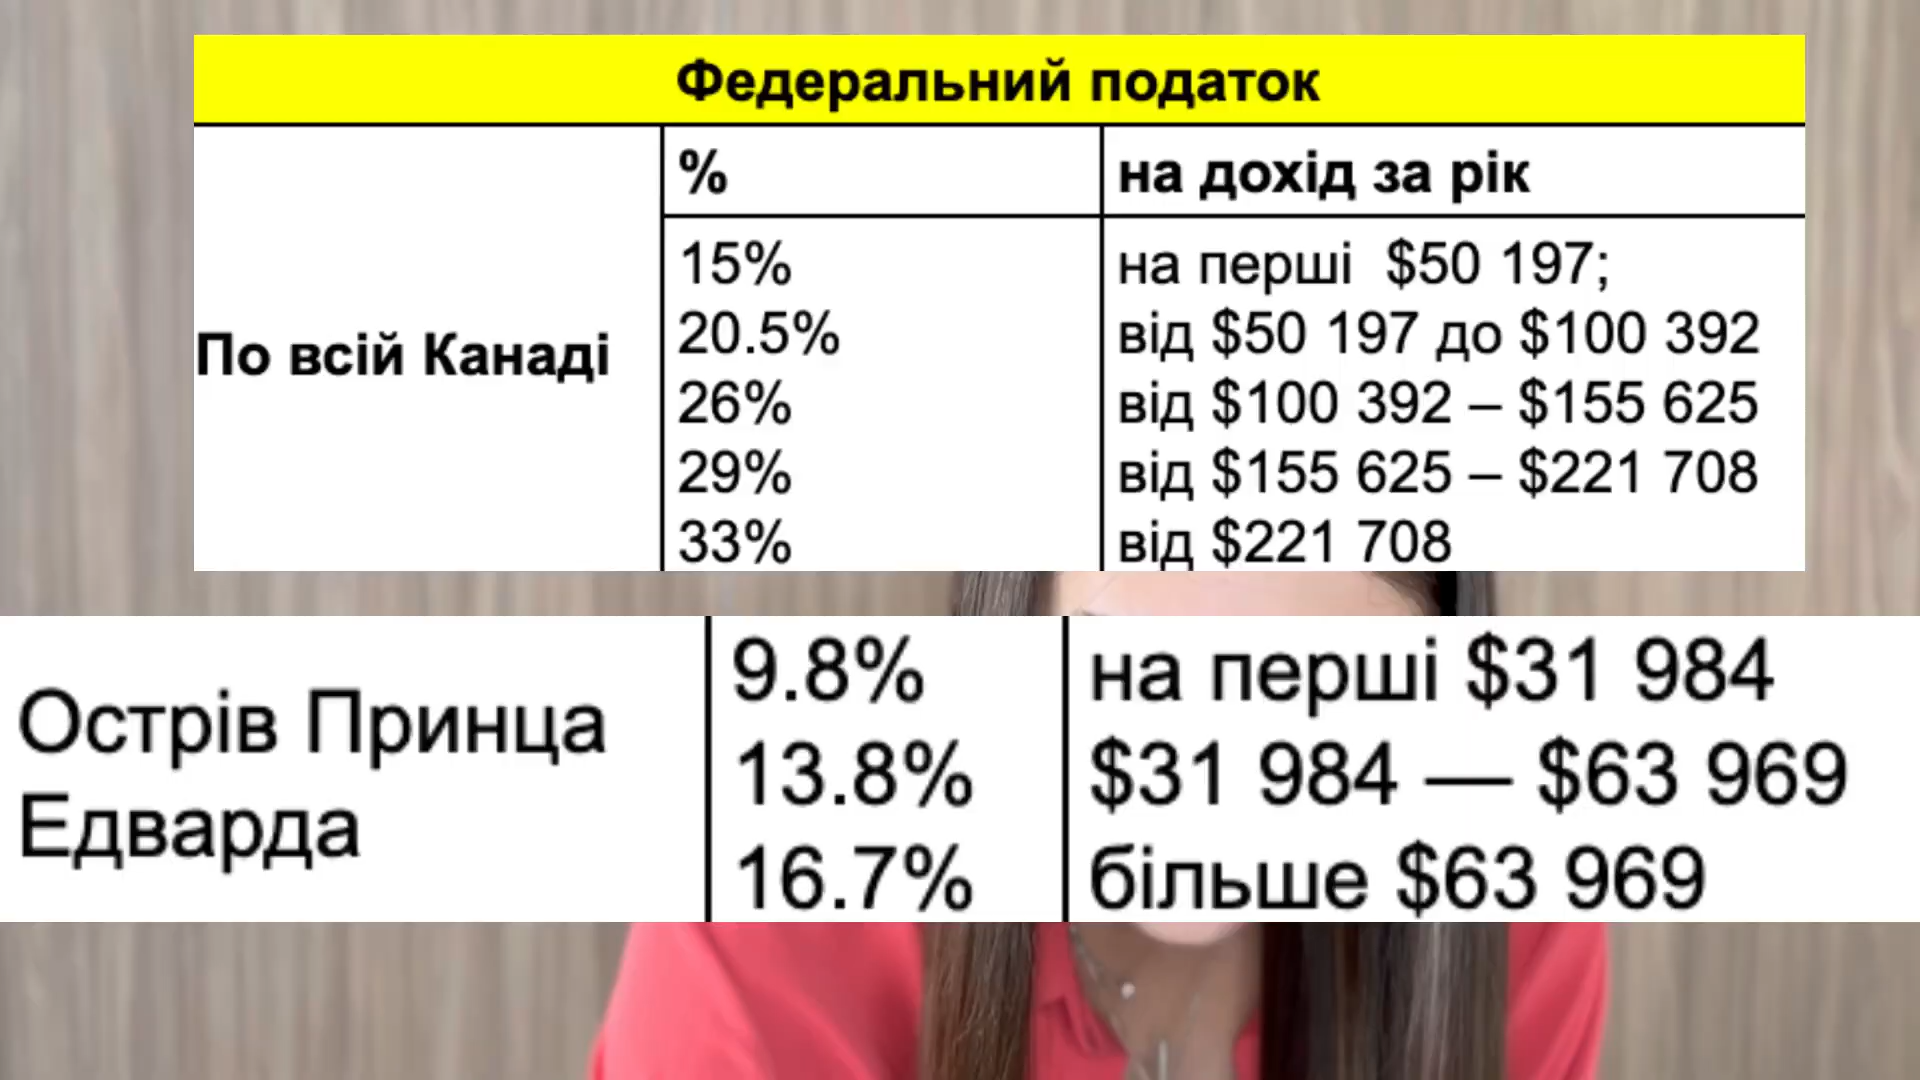 Федеральний податок
% на дохід за рік
По всій Канаді
15% на перші $50 197;
20.5% від $50 197 до $100 392
26% від $100 392 – $155 625
29% від $155 625 – $221 708
33% від $221 708
Острів Принца Едварда
9.8% на перші $31 984
13.8% $31 984 — $63 969
16.7% більше $63 969